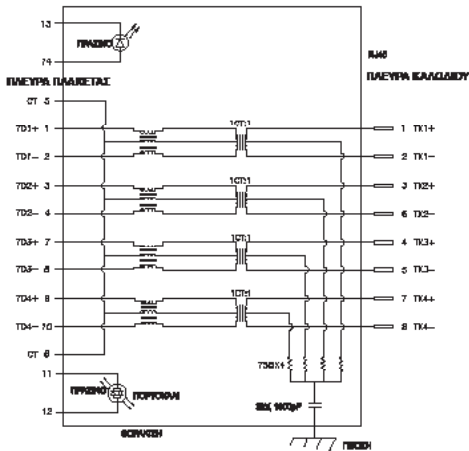 13
ΠΡΑΣΙΝΟ
14
RJ45
ΠΛΕΥΡΑ ΠΛΑΚΕΤΑΣ
ΠΛΕΥΡΑ ΚΑΛΩΔΙΟΥ
CT 5
1CT:1
TD1+ 1
1 TX1+
TD1- 2
2 TX1-
1CT:1
TD2+ 3
3 TX2+
TD2- 4
6 TX2-
1CT:1
TD3+ 7
4 TX3+
TD3- 8
5 TX3-
1CT:1
TD4+ 9
7 TX4+
TD4- 10
8 TX4-
CT 6
75ΩX4
11
ΠΡΑΣΙΝΟ
ΠΟΡΤΟΚΑΛΙ
12
2kV, 1000pF
ΘΩΡΑΚΙΣΗ
ΓΕΙΩΣΗ